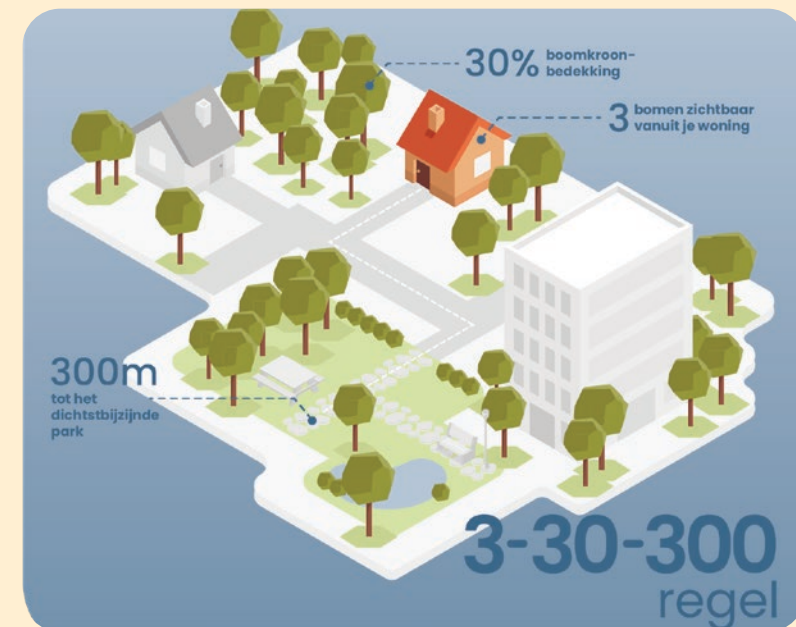 30% boomkroon-
bedekking
3 bomen zichtbaar
vanuit je woning
300m
tot het
dichtstbijzijnde
park
3-30-300
regel